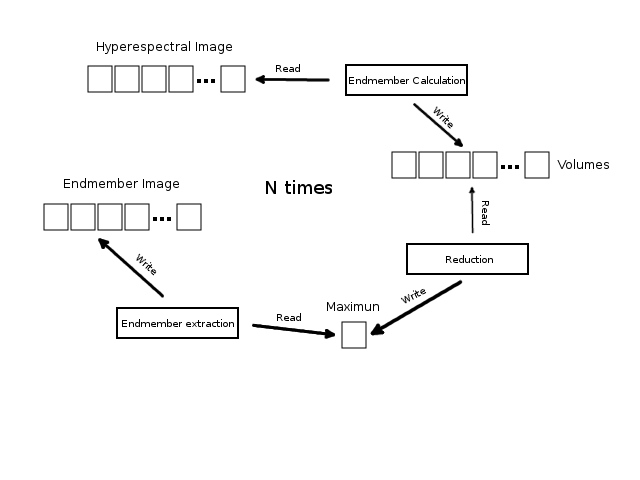 Hyperespectral Image
Read
Endmember Calculation
Write
Volumes
Endmember Image
N times
Read
Write
Reduction
Write
Maximun
Endmember extraction
Read